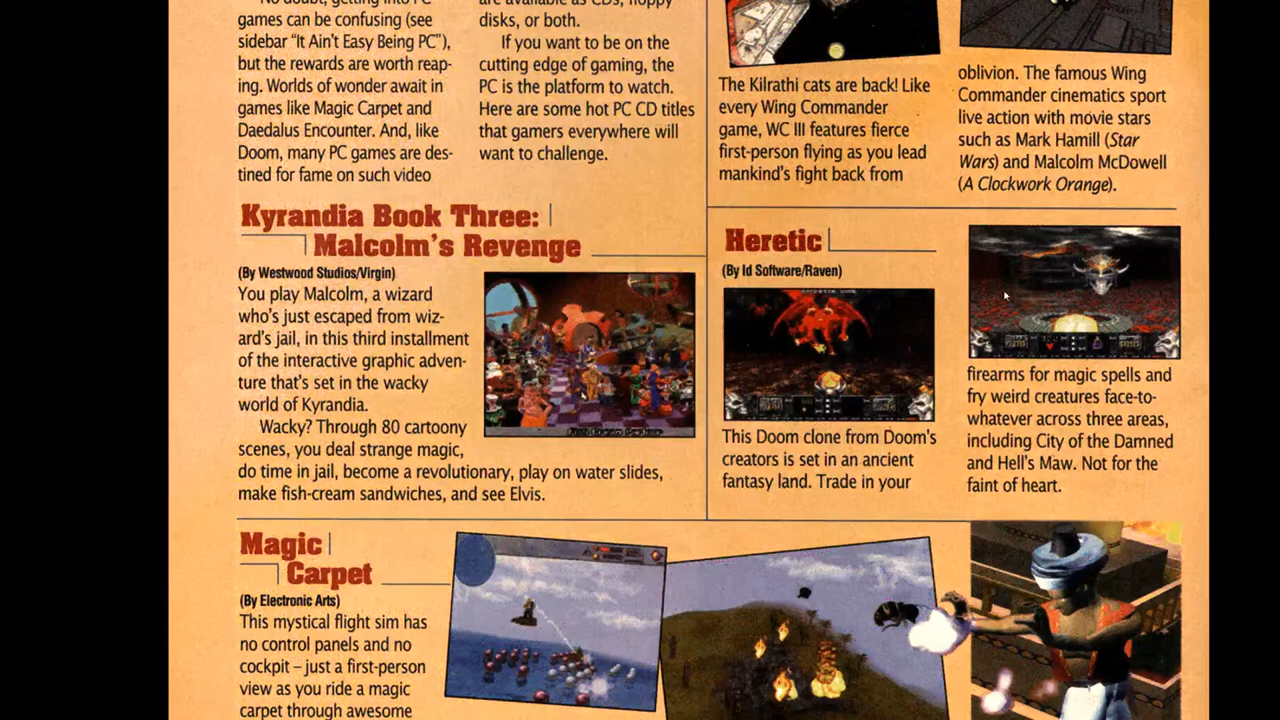 No doubt, getting into PC
games can be confusing (see
sidebar "It Ain't Easy Being PC"),
but the rewards are worth reap-
ing. Worlds of wonder await in
games like Magic Carpet and
Daedalus Encounter. And, like
Doom, many PC games are des-
tined for fame on such video
are available as CDs, floppy
disks, or both.
If you want to be on the
cutting edge of gaming, the
PC is the platform to watch.
Here are some hot PC CD titles
that gamers everywhere will
want to challenge.
The Kilrathi cats are back! Like
every Wing Commander
game, WC III features fierce
first-person flying as you lead
mankind's fight back from
oblivion. The famous Wing
Commander cinematics sport
live action with movie stars
such as Mark Hamill (Star
Wars) and Malcolm McDowell
(A Clockwork Orange).
Kyrandia Book Three:
Malcolm's Revenge
(By Westwood Studios/Virgin)
You play Malcolm, a wizard
who's just escaped from wiz-
ard's jail, in this third installment
of the interactive graphic adven-
ture that's set in the wacky
world of Kyrandia.
Wacky? Through 80 cartoony
scenes, you deal strange magic,
do time in jail, become a revolutionary, play on water slides,
make fish-cream sandwiches, and see Elvis.
Heretic
(By Id Software/Raven)
This Doom clone from Doom's
creators is set in an ancient
fantasy land. Trade in your
firearms for magic spells and
fry weird creatures face-to-
whatever across three areas,
including City of the Damned
and Hell's Maw. Not for the
faint of heart.
Magic
Carpet
(By Electronic Arts)
This mystical flight sim has
no control panels and no
cockpit – just a first-person
view as you ride a magic
carpet through awesome